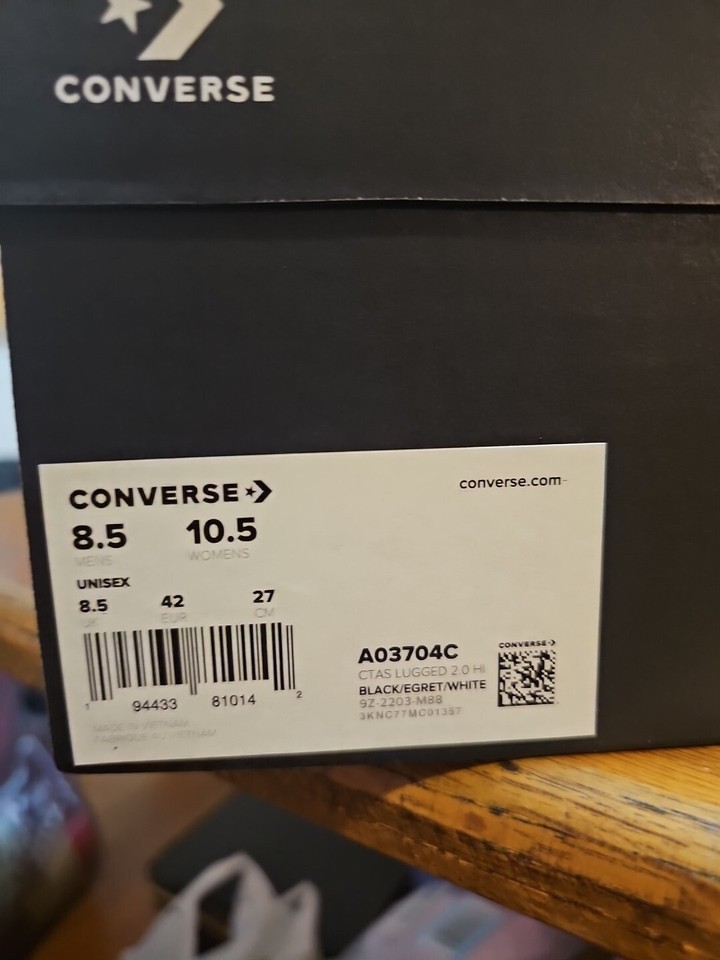 CONVERSE
CONVERSE
converse.com
8.5 10.5
MENS WOMENS
UNISEX
8.5 42 27
UK EUR CM
1 94433 81014 2
MADE IN VIETNAM
FABRIQUE AU VIETNAM
A03704C
CTAS LUGGED 2.0 HI
BLACK/EGRET/WHITE
9Z-2203-M88
3KNC77MC01357
CONVERSE